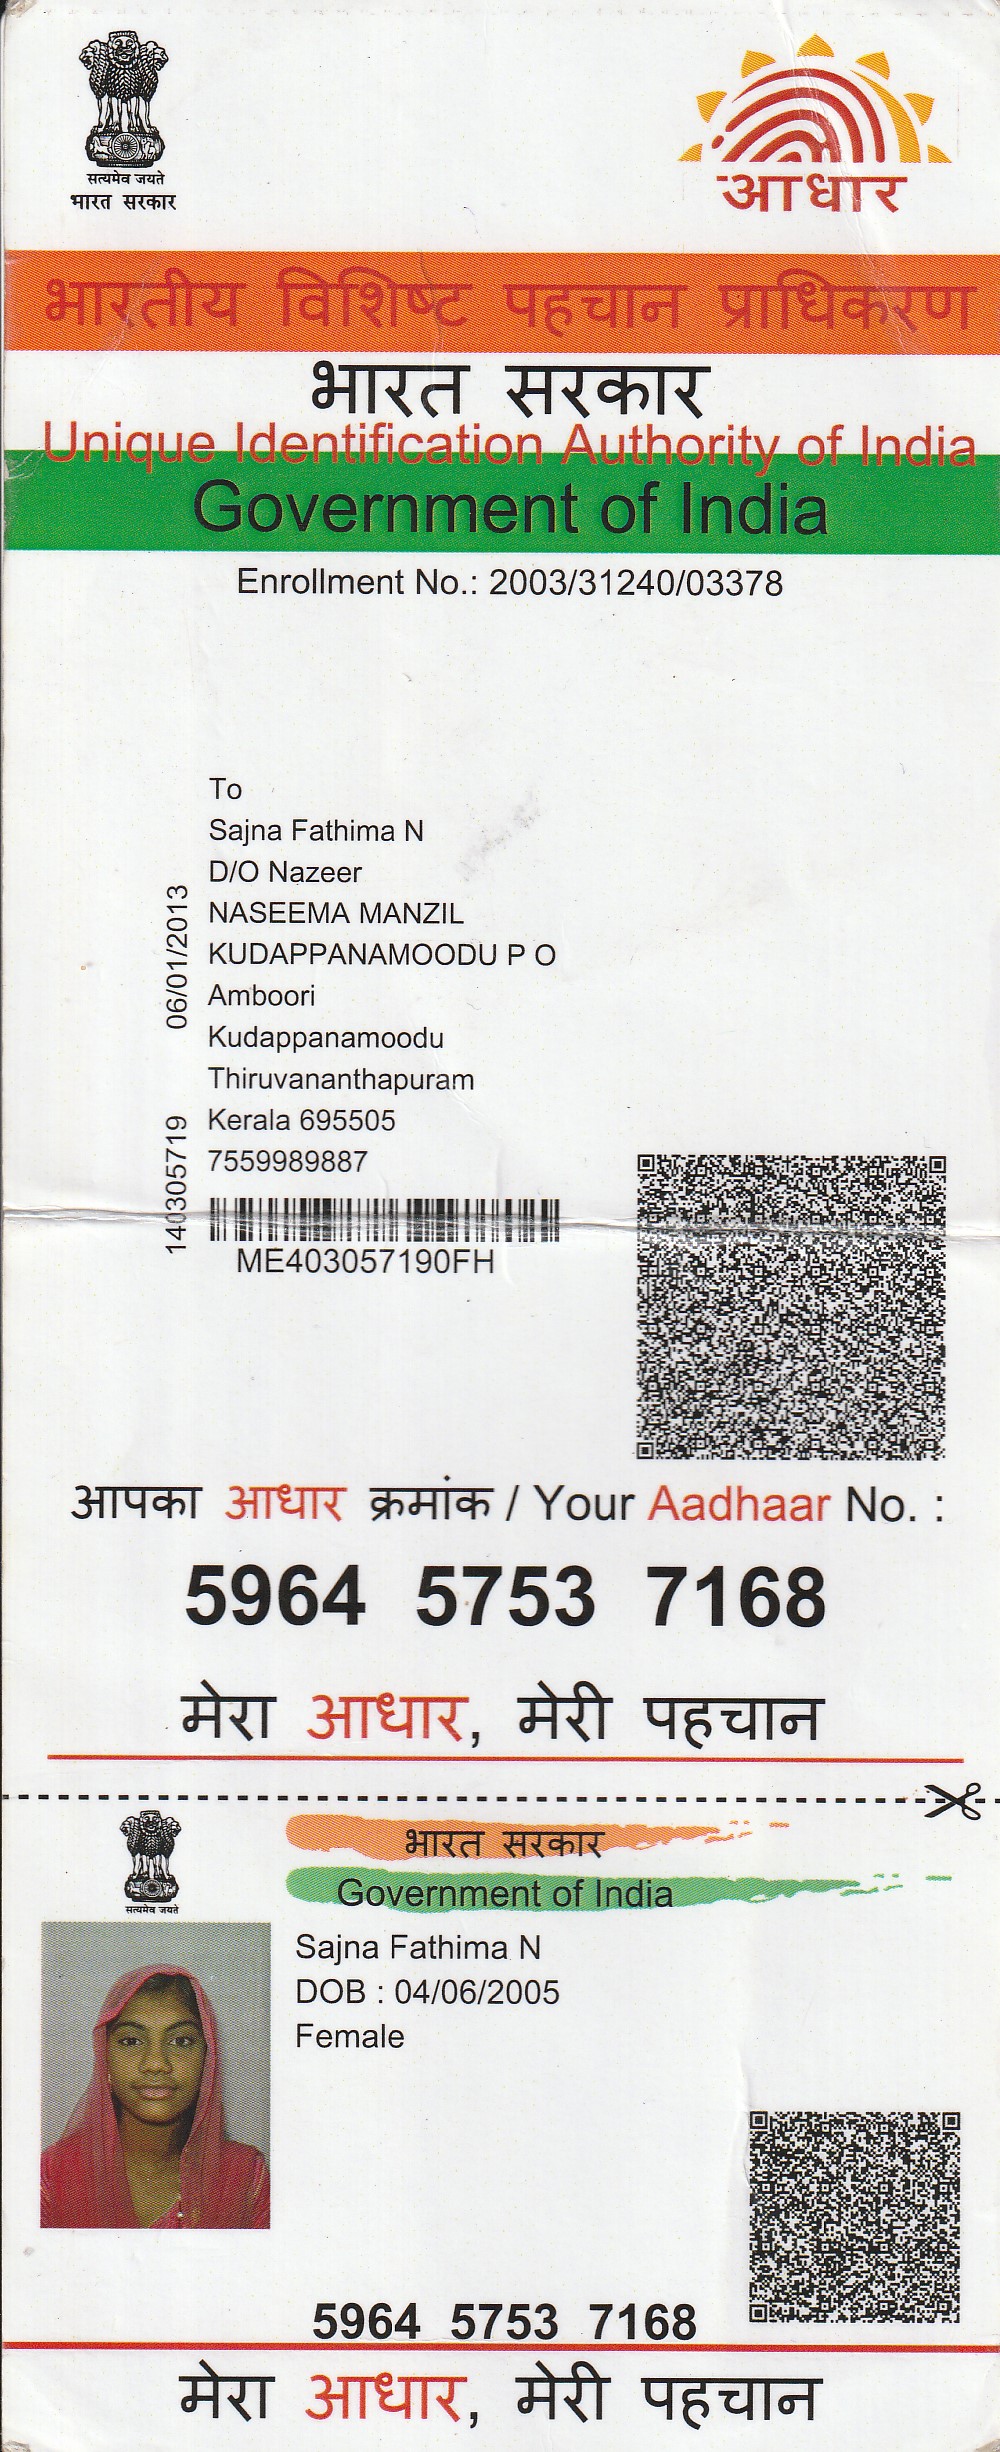 सत्यमेव जयते
भारत सरकार
आधार
भारतीय विशिष्ट पहचान प्राधिकरण
भारत सरकार
Unique Identification Authority of India
Government of India
Enrollment No.: 2003/31240/03378
To
Sajna Fathima N
D/O Nazeer
NASEEMA MANZIL
KUDAPPANAMOODU P O
Amboori
Kudappanamoodu
Thiruvananthapuram
Kerala 695505
7559989887
06/01/2013
140305719
ME403057190FH
आपका आधार क्रमांक / Your Aadhaar No. :
5964 5753 7168
मेरा आधार, मेरी पहचान
सत्यमेव जयते
भारत सरकार
Government of India
Sajna Fathima N
DOB : 04/06/2005
Female
5964 5753 7168
मेरा आधार, मेरी पहचान